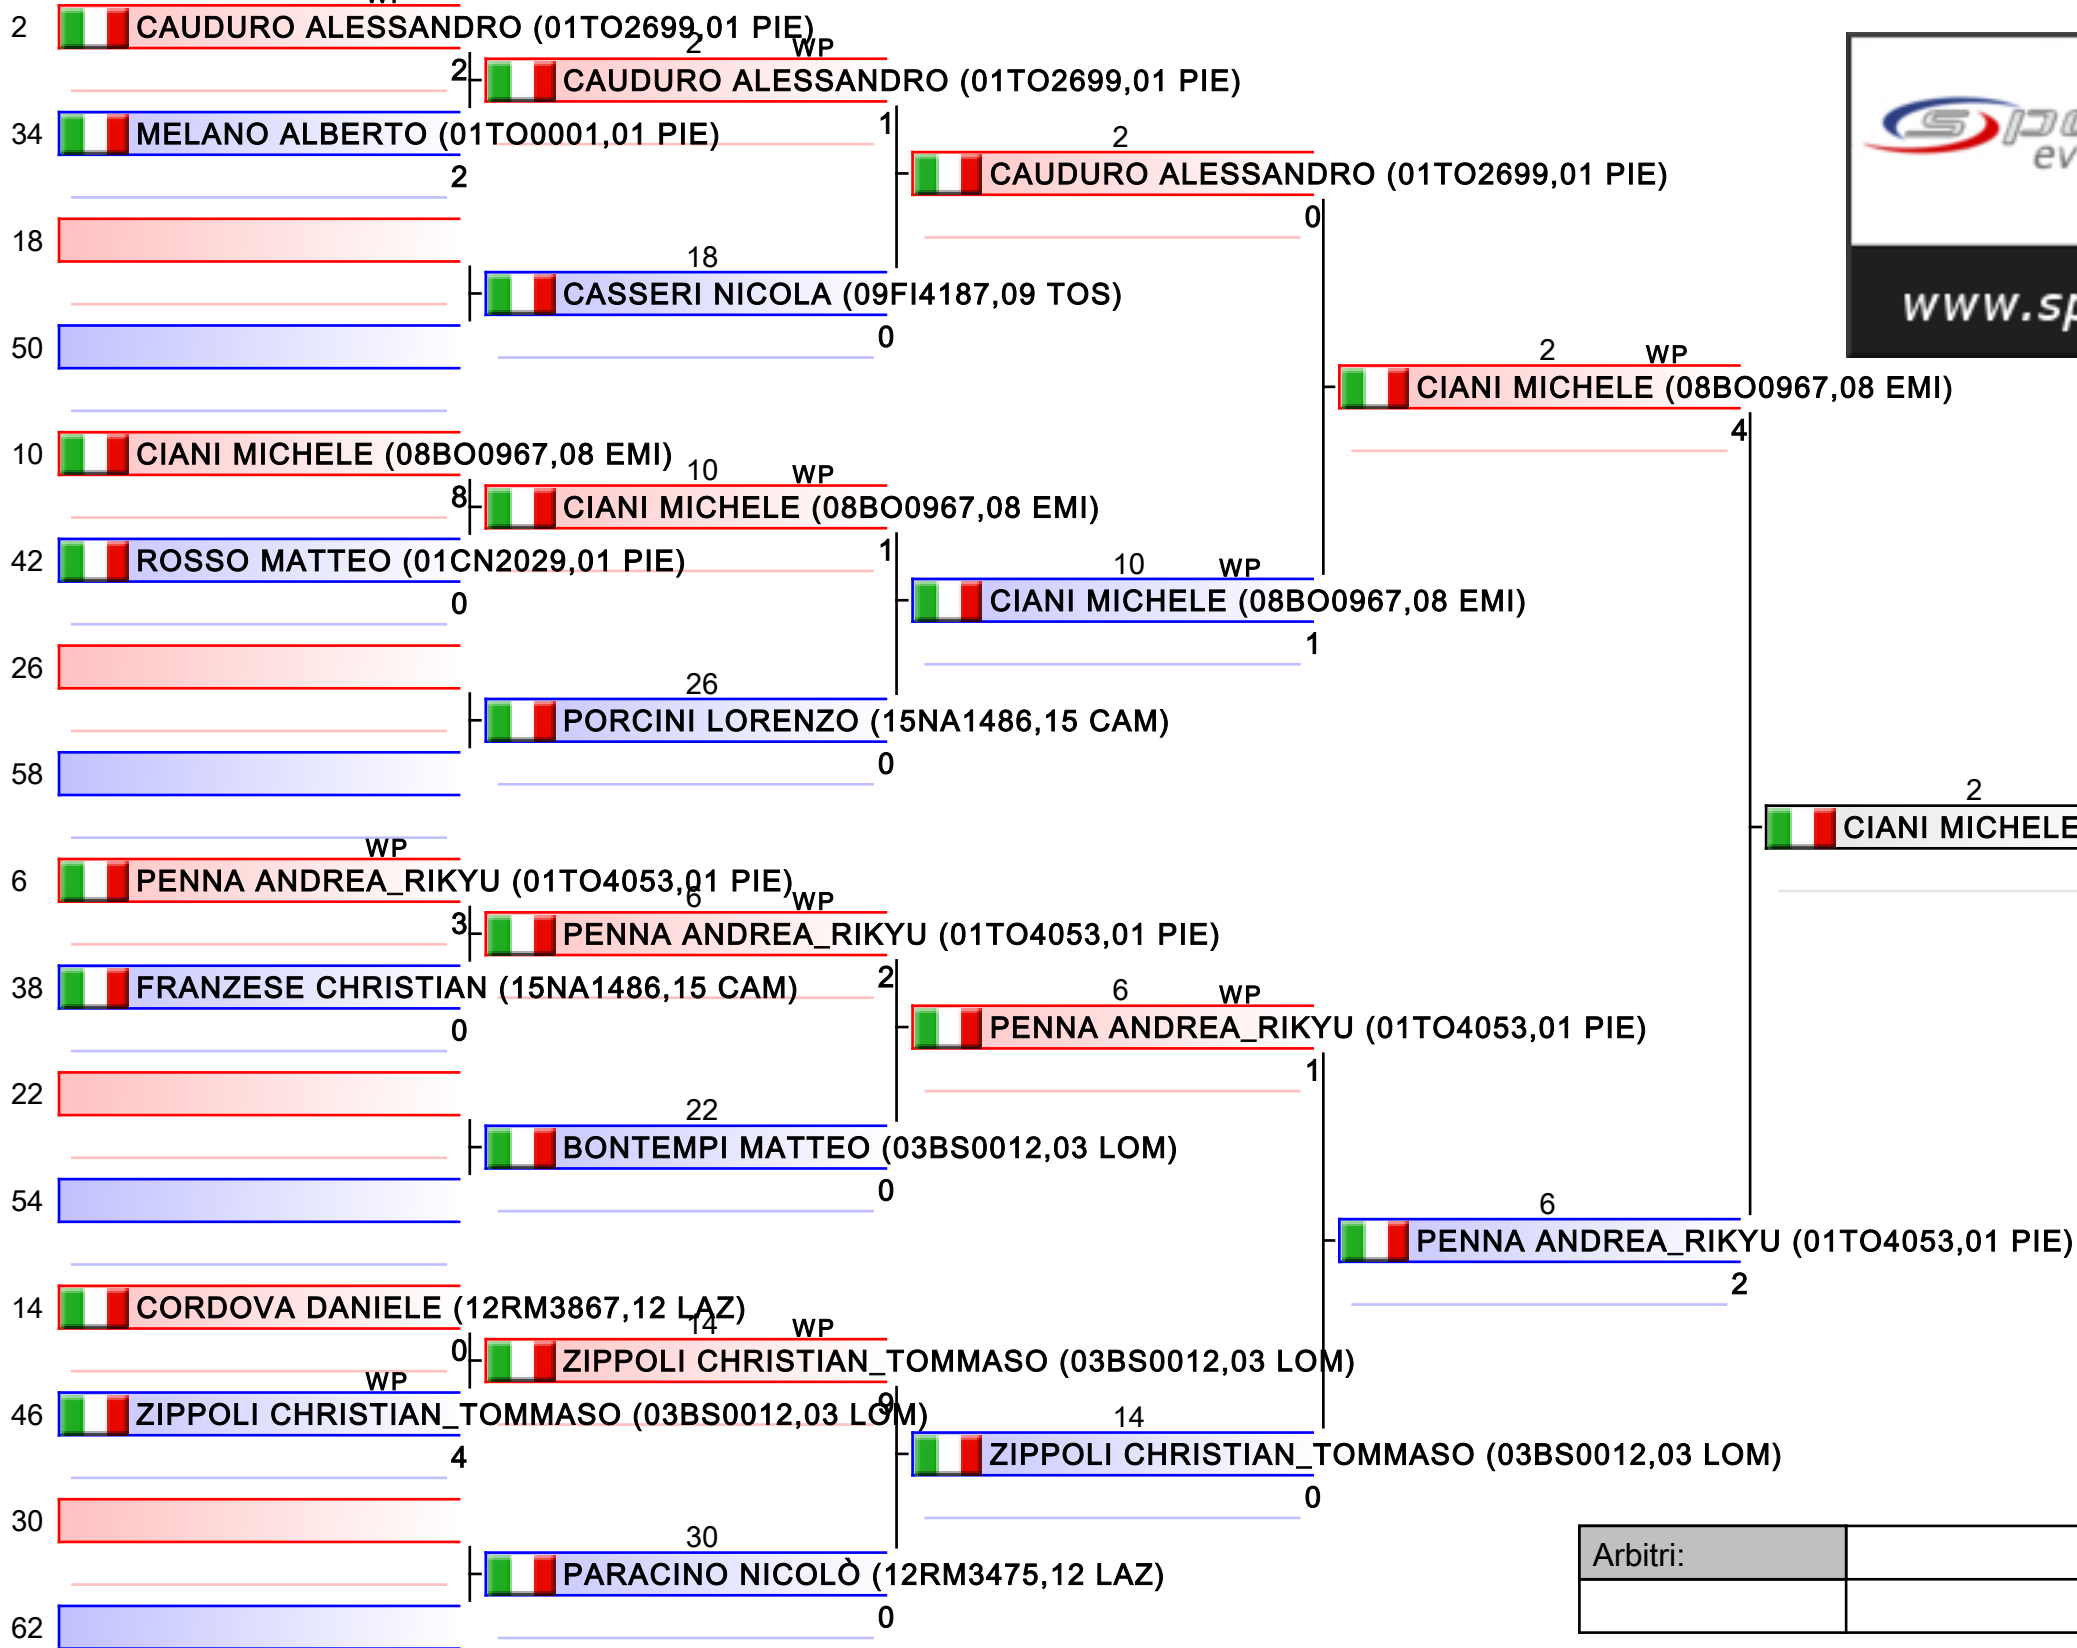 WP
2 CAUDURO ALESSANDRO (01TO2699,01 PIE)
2
2 WP
CAUDURO ALESSANDRO (01TO2699,01 PIE)
34 MELANO ALBERTO (01TO0001,01 PIE)
2
1
2
CAUDURO ALESSANDRO (01TO2699,01 PIE)
0
18
18
CASSERI NICOLA (09FI4187,09 TOS)
0
50
www.sp
2 WP
CIANI MICHELE (08BO0967,08 EMI)
4
10 CIANI MICHELE (08BO0967,08 EMI)
8
10 WP
CIANI MICHELE (08BO0967,08 EMI)
42 ROSSO MATTEO (01CN2029,01 PIE)
0
1
10 WP
CIANI MICHELE (08BO0967,08 EMI)
1
26
26
PORCINI LORENZO (15NA1486,15 CAM)
0
58
2
CIANI MICHELE
WP
6 PENNA ANDREA_RIKYU (01TO4053,01 PIE)
3
6 WP
PENNA ANDREA_RIKYU (01TO4053,01 PIE)
38 FRANZESE CHRISTIAN (15NA1486,15 CAM)
0
2
6 WP
PENNA ANDREA_RIKYU (01TO4053,01 PIE)
1
22
22
BONTEMPI MATTEO (03BS0012,03 LOM)
0
54
6
PENNA ANDREA_RIKYU (01TO4053,01 PIE)
2
14 CORDOVA DANIELE (12RM3867,12 LAZ)
0
14 WP
ZIPPOLI CHRISTIAN_TOMMASO (03BS0012,03 LOM)
WP
46 ZIPPOLI CHRISTIAN_TOMMASO (03BS0012,03 LOM)
4
9
14
ZIPPOLI CHRISTIAN_TOMMASO (03BS0012,03 LOM)
0
30
30
PARACINO NICOLÒ (12RM3475,12 LAZ)
0
62
Arbitri: